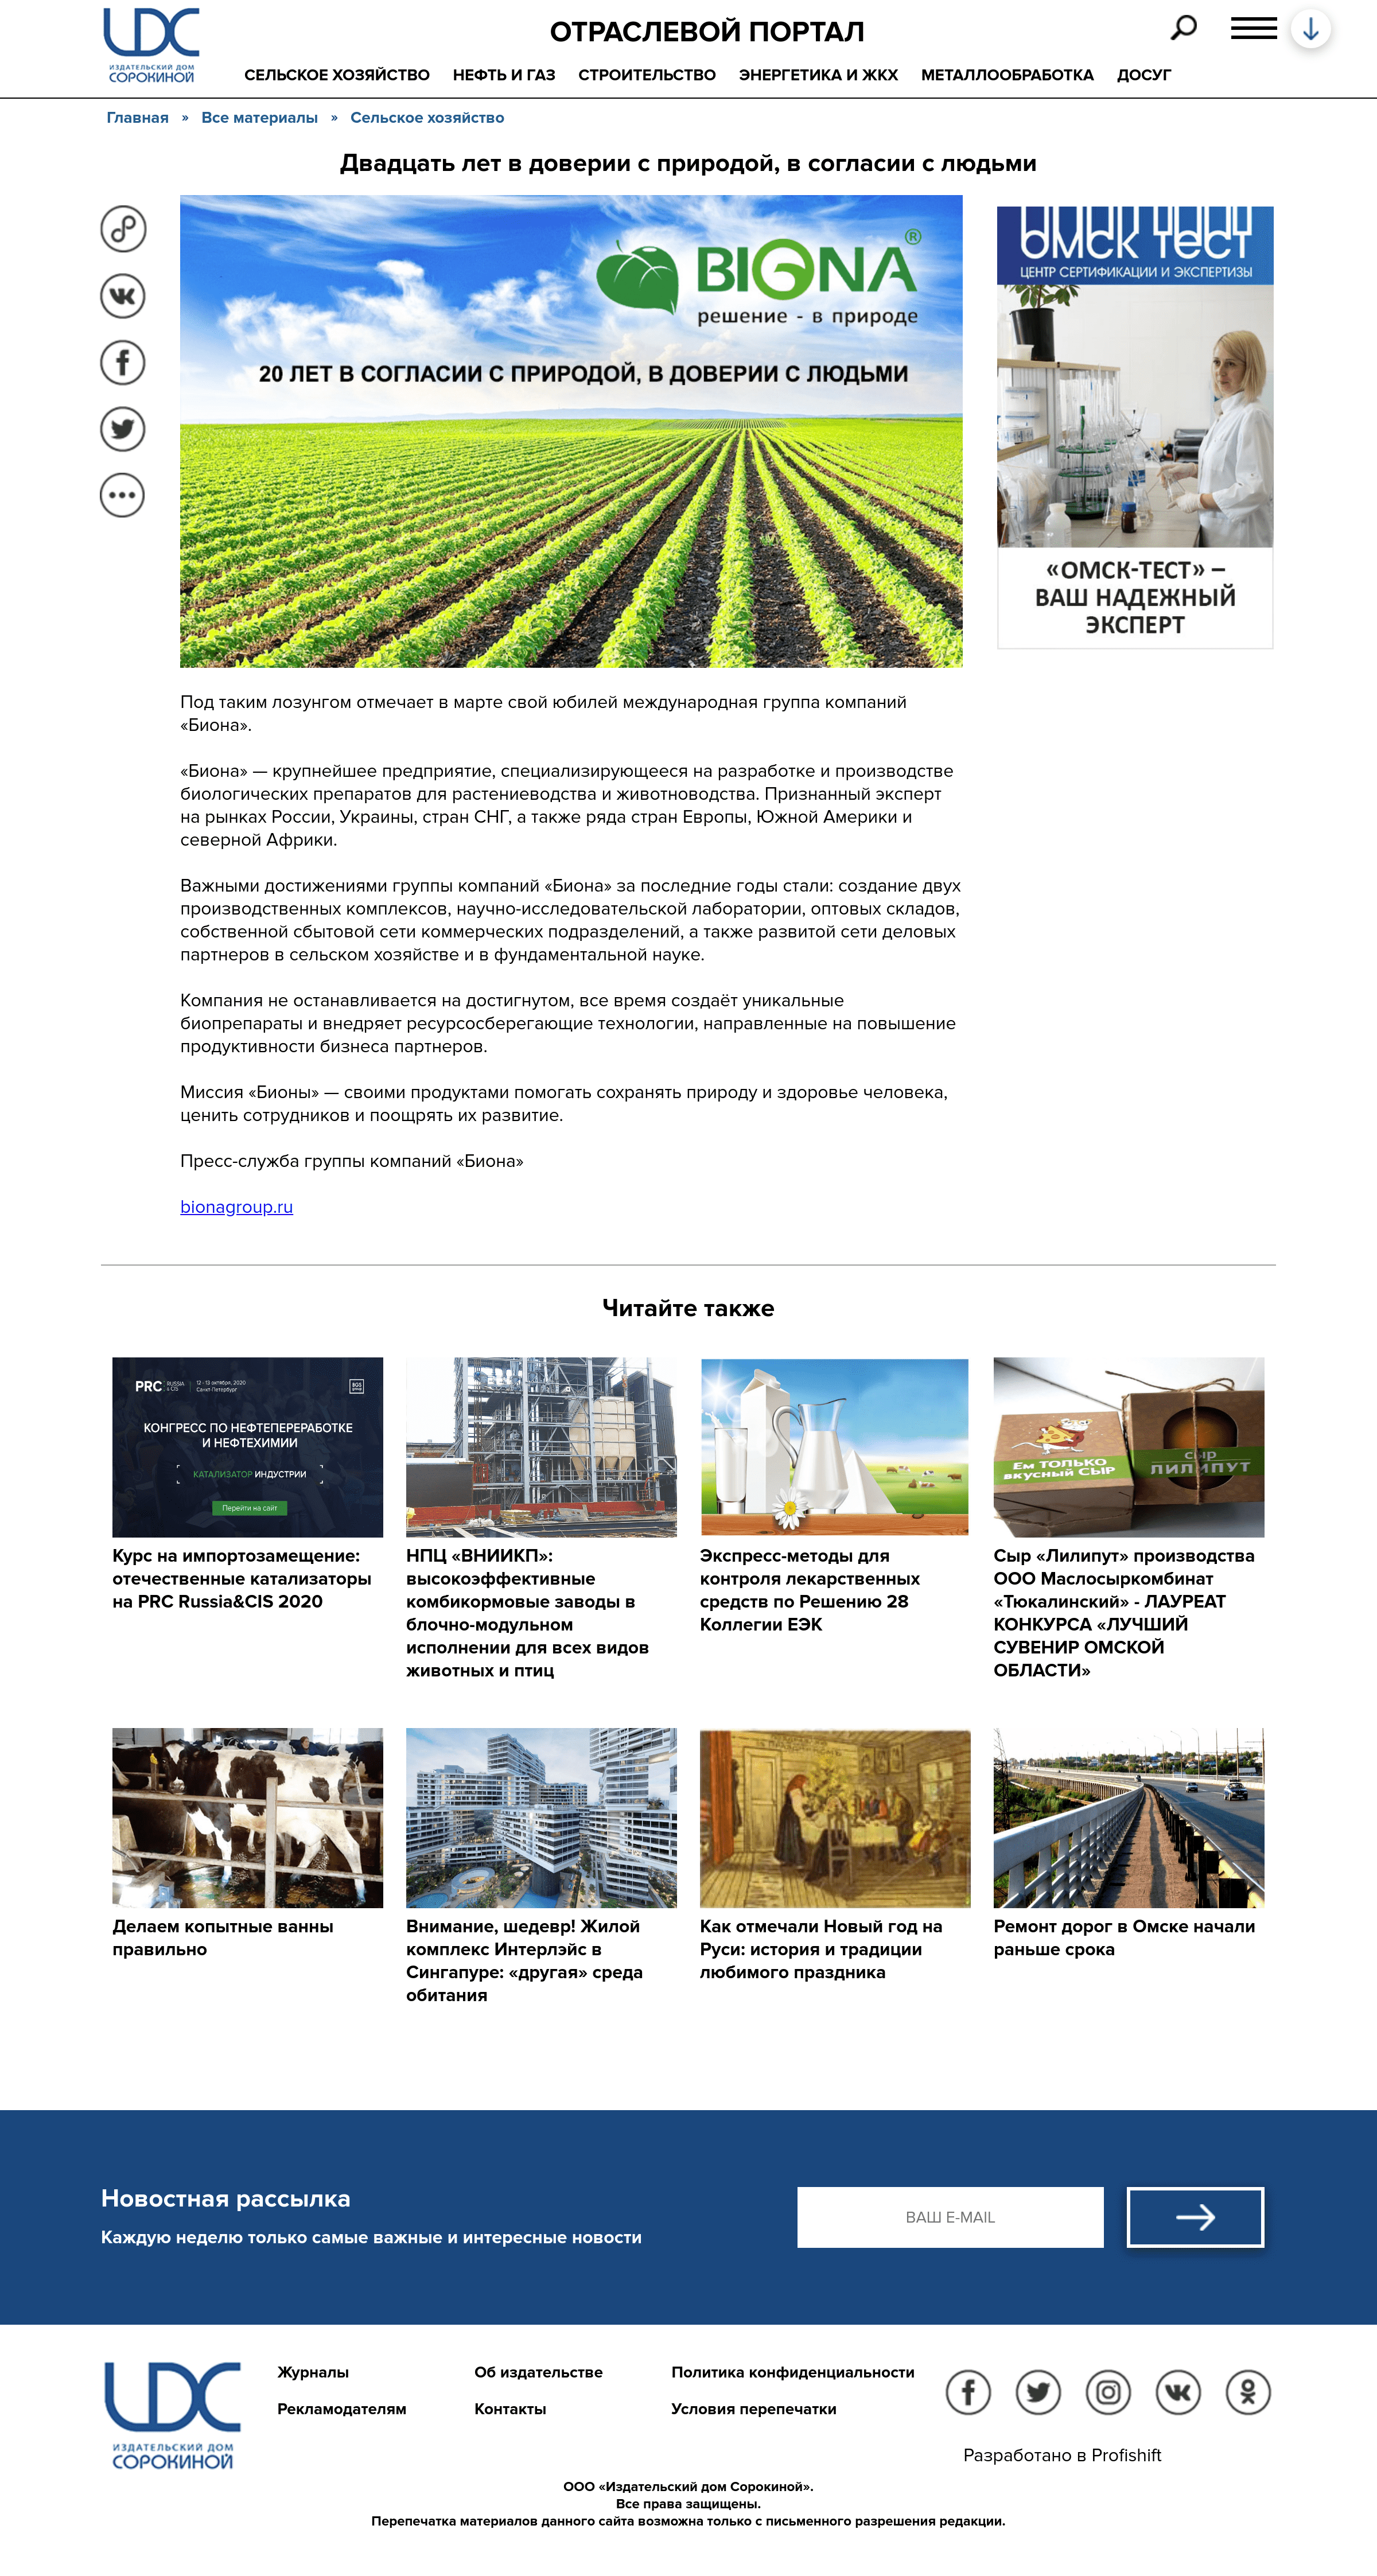 ИЗДАТЕЛЬСКИЙ ДОМ
СОРОКИНОЙ
ОТРАСЛЕВОЙ ПОРТАЛ
СЕЛЬСКОЕ ХОЗЯЙСТВО НЕФТЬ И ГАЗ СТРОИТЕЛЬСТВО ЭНЕРГЕТИКА И ЖКХ МЕТАЛЛООБРАБОТКА ДОСУГ
Главная » Все материалы » Сельское хозяйство
Двадцать лет в доверии с природой, в согласии с людьми
BIONA®
решение - в природе
20 ЛЕТ В СОГЛАСИИ С ПРИРОДОЙ, В ДОВЕРИИ С ЛЮДЬМИ
ОМСК ТЕСТ
ЦЕНТР СЕРТИФИКАЦИИ И ЭКСПЕРТИЗЫ
«ОМСК-ТЕСТ» –
ВАШ НАДЕЖНЫЙ
ЭКСПЕРТ
Под таким лозунгом отмечает в марте свой юбилей международная группа компаний
«Биона».
«Биона» — крупнейшее предприятие, специализирующееся на разработке и производстве
биологических препаратов для растениеводства и животноводства. Признанный эксперт
на рынках России, Украины, стран СНГ, а также ряда стран Европы, Южной Америки и
северной Африки.
Важными достижениями группы компаний «Биона» за последние годы стали: создание двух
производственных комплексов, научно-исследовательской лаборатории, оптовых складов,
собственной сбытовой сети коммерческих подразделений, а также развитой сети деловых
партнеров в сельском хозяйстве и в фундаментальной науке.
Компания не останавливается на достигнутом, все время создаёт уникальные
биопрепараты и внедряет ресурсосберегающие технологии, направленные на повышение
продуктивности бизнеса партнеров.
Миссия «Бионы» — своими продуктами помогать сохранять природу и здоровье человека,
ценить сотрудников и поощрять их развитие.
Пресс-служба группы компаний «Биона»
bionagroup.ru
Читайте также
PRC RUSSIA & CIS 12 - 13 октября, 2020
Санкт-Петербург
BGS
КОНГРЕСС ПО НЕФТЕПЕРЕРАБОТКЕ
И НЕФТЕХИМИИ
КАТАЛИЗАТОР ИНДУСТРИИ
Перейти на сайт
Курс на импортозамещение:
отечественные катализаторы
на PRC Russia&CIS 2020
НПЦ «ВНИИКП»:
высокоэффективные
комбикормовые заводы в
блочно-модульном
исполнении для всех видов
животных и птиц
Экспресс-методы для
контроля лекарственных
средств по Решению 28
Коллегии ЕЭК
Ем ТОЛЬКО
вкусный СЫР
СЫР
ЛИЛИПУТ
Сыр «Лилипут» производства
ООО Маслосыркомбинат
«Тюкалинский» - ЛАУРЕАТ
КОНКУРСА «ЛУЧШИЙ
СУВЕНИР ОМСКОЙ
ОБЛАСТИ»
Делаем копытные ванны
правильно
Внимание, шедевр! Жилой
комплекс Интерлэйс в
Сингапуре: «другая» среда
обитания
Как отмечали Новый год на
Руси: история и традиции
любимого праздника
Ремонт дорог в Омске начали
раньше срока
Новостная рассылка
Каждую неделю только самые важные и интересные новости
ВАШ E-MAIL
ИЗДАТЕЛЬСКИЙ ДОМ
СОРОКИНОЙ
Журналы Об издательстве Политика конфиденциальности
Рекламодателям Контакты Условия перепечатки
Разработано в Profishift
ООО «Издательский дом Сорокиной».
Все права защищены.
Перепечатка материалов данного сайта возможна только с письменного разрешения редакции.